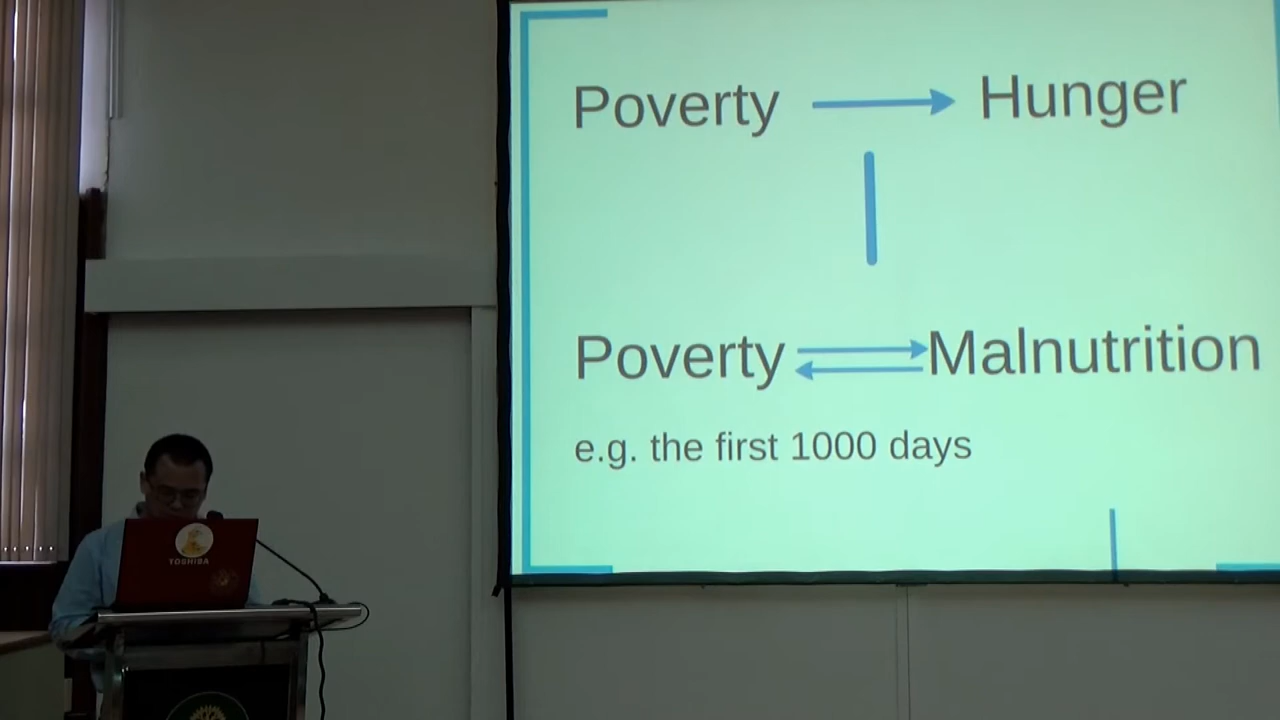 Poverty Hunger
Poverty Malnutrition
e.g. the first 1000 days
TOSHIBA